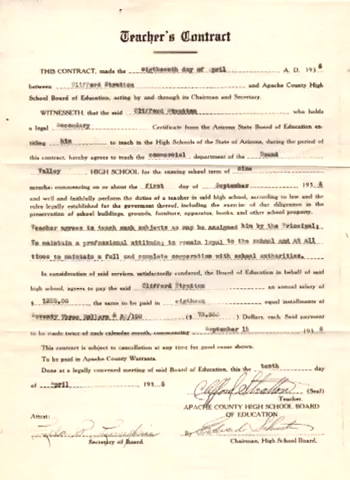 Teacher's Contract
THIS CONTRACT, made the eighteenth day of April A. D. 1936
between Clifford Stratton and Apache County High
School Board of Education, acting by and through its Chairman and Secretary.
WITNESSETH, that the said Clifford Stratton who holds
a legal Secondary Certificate from the Arizona State Board of Education en-
titling him to teach in the High Schools of the State of Arizona, during the period of
this contract, hereby agrees to teach the commercial department of the Round
Valley HIGH SCHOOL for the ensuing school term of nine
months: commencing on or about the first day of September 1936
and well and faithfully perform the duties of a teacher in said high school, according to law and the
rules legally established for the government thereof, including the exercise of due diligence in the
preservation of school buildings, grounds, furniture, apparatus, books, and other school property.
Teacher agrees to teach such subjects as may be assigned him by the Principal;
To maintain a professional attitude; to remain loyal to the school and at all
times to maintain a full and complete cooperation with school authorities.
In consideration of said services, satisfactorily rendered, the Board of Education in behalf of said
high school, agrees to pay the said Clifford Stratton an annual salary of
$ the same to be paid in eighteen equal installments of
Seventy Three Dollars & no/100 ($ 73.000 ) Dollars, each Said payment
to be made twice of each calendar month, commencing September 15 1936
This contract is subject to cancellation at any time for good cause shown.
To be paid in Apache County Warrants.
Done at a legally convened meeting of said Board of Education, this the tenth day
of April 1936
Clifford Stratton (Seal)
Teacher.
APACHE COUNTY HIGH SCHOOL BOARD
OF EDUCATION
Attest:
By
Secretary of Board. Chairman, High School Board.